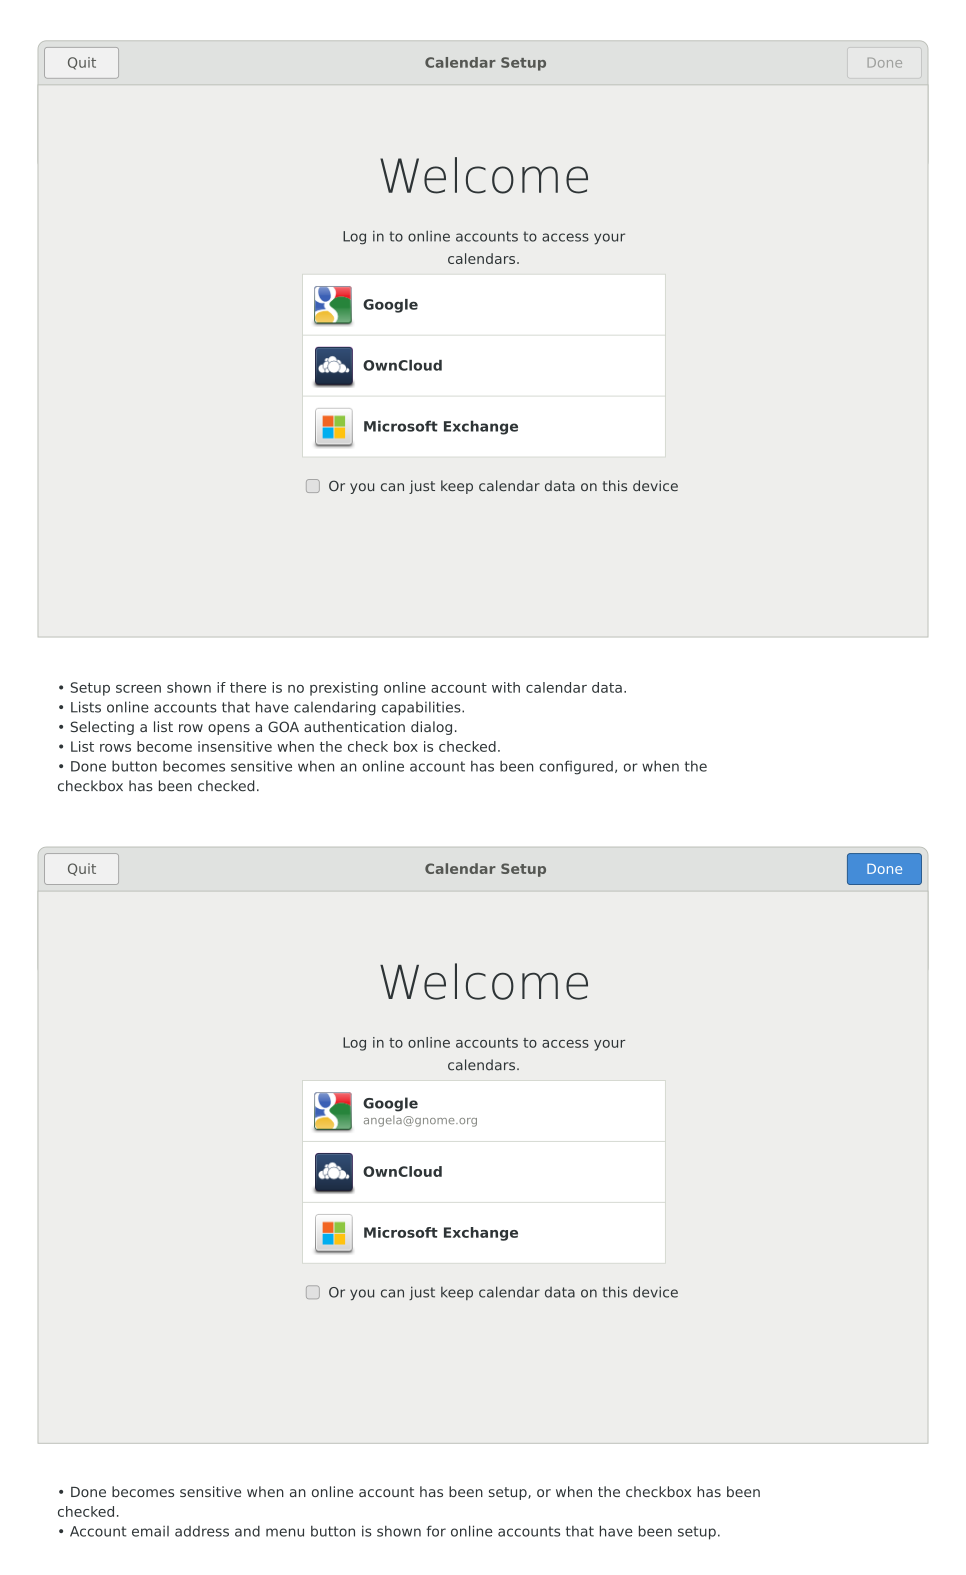 Quit
Calendar Setup
Done
Welcome
Log in to online accounts to access your
calendars.
Google
OwnCloud
Microsoft Exchange
Or you can just keep calendar data on this device
• Setup screen shown if there is no prexisting online account with calendar data.
• Lists online accounts that have calendaring capabilities.
• Selecting a list row opens a GOA authentication dialog.
• List rows become insensitive when the check box is checked.
• Done button becomes sensitive when an online account has been configured, or when the
checkbox has been checked.
Quit
Calendar Setup
Done
Welcome
Log in to online accounts to access your
calendars.
Google
angela@gnome.org
OwnCloud
Microsoft Exchange
Or you can just keep calendar data on this device
• Done becomes sensitive when an online account has been setup, or when the checkbox has been
checked.
• Account email address and menu button is shown for online accounts that have been setup.